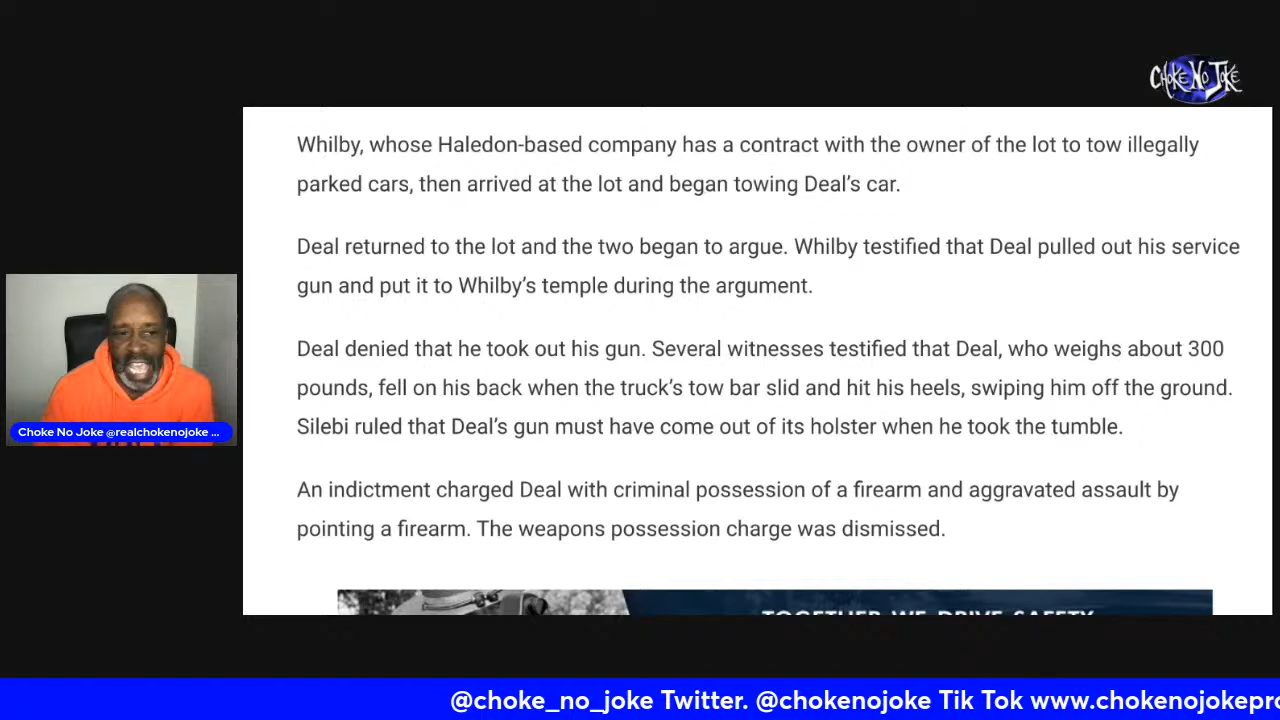 CHOKE NO JOKE
Whilby, whose Haledon-based company has a contract with the owner of the lot to tow illegally
parked cars, then arrived at the lot and began towing Deal’s car.
Deal returned to the lot and the two began to argue. Whilby testified that Deal pulled out his service
gun and put it to Whilby’s temple during the argument.
Deal denied that he took out his gun. Several witnesses testified that Deal, who weighs about 300
pounds, fell on his back when the truck’s tow bar slid and hit his heels, swiping him off the ground.
Silebi ruled that Deal’s gun must have come out of its holster when he took the tumble.
An indictment charged Deal with criminal possession of a firearm and aggravated assault by
pointing a firearm. The weapons possession charge was dismissed.
TOGETHER WE DRIVE SAFETY
Choke No Joke @realchokenojoke ...
@choke_no_joke Twitter. @chokenojoke Tik Tok www.chokenojokepro